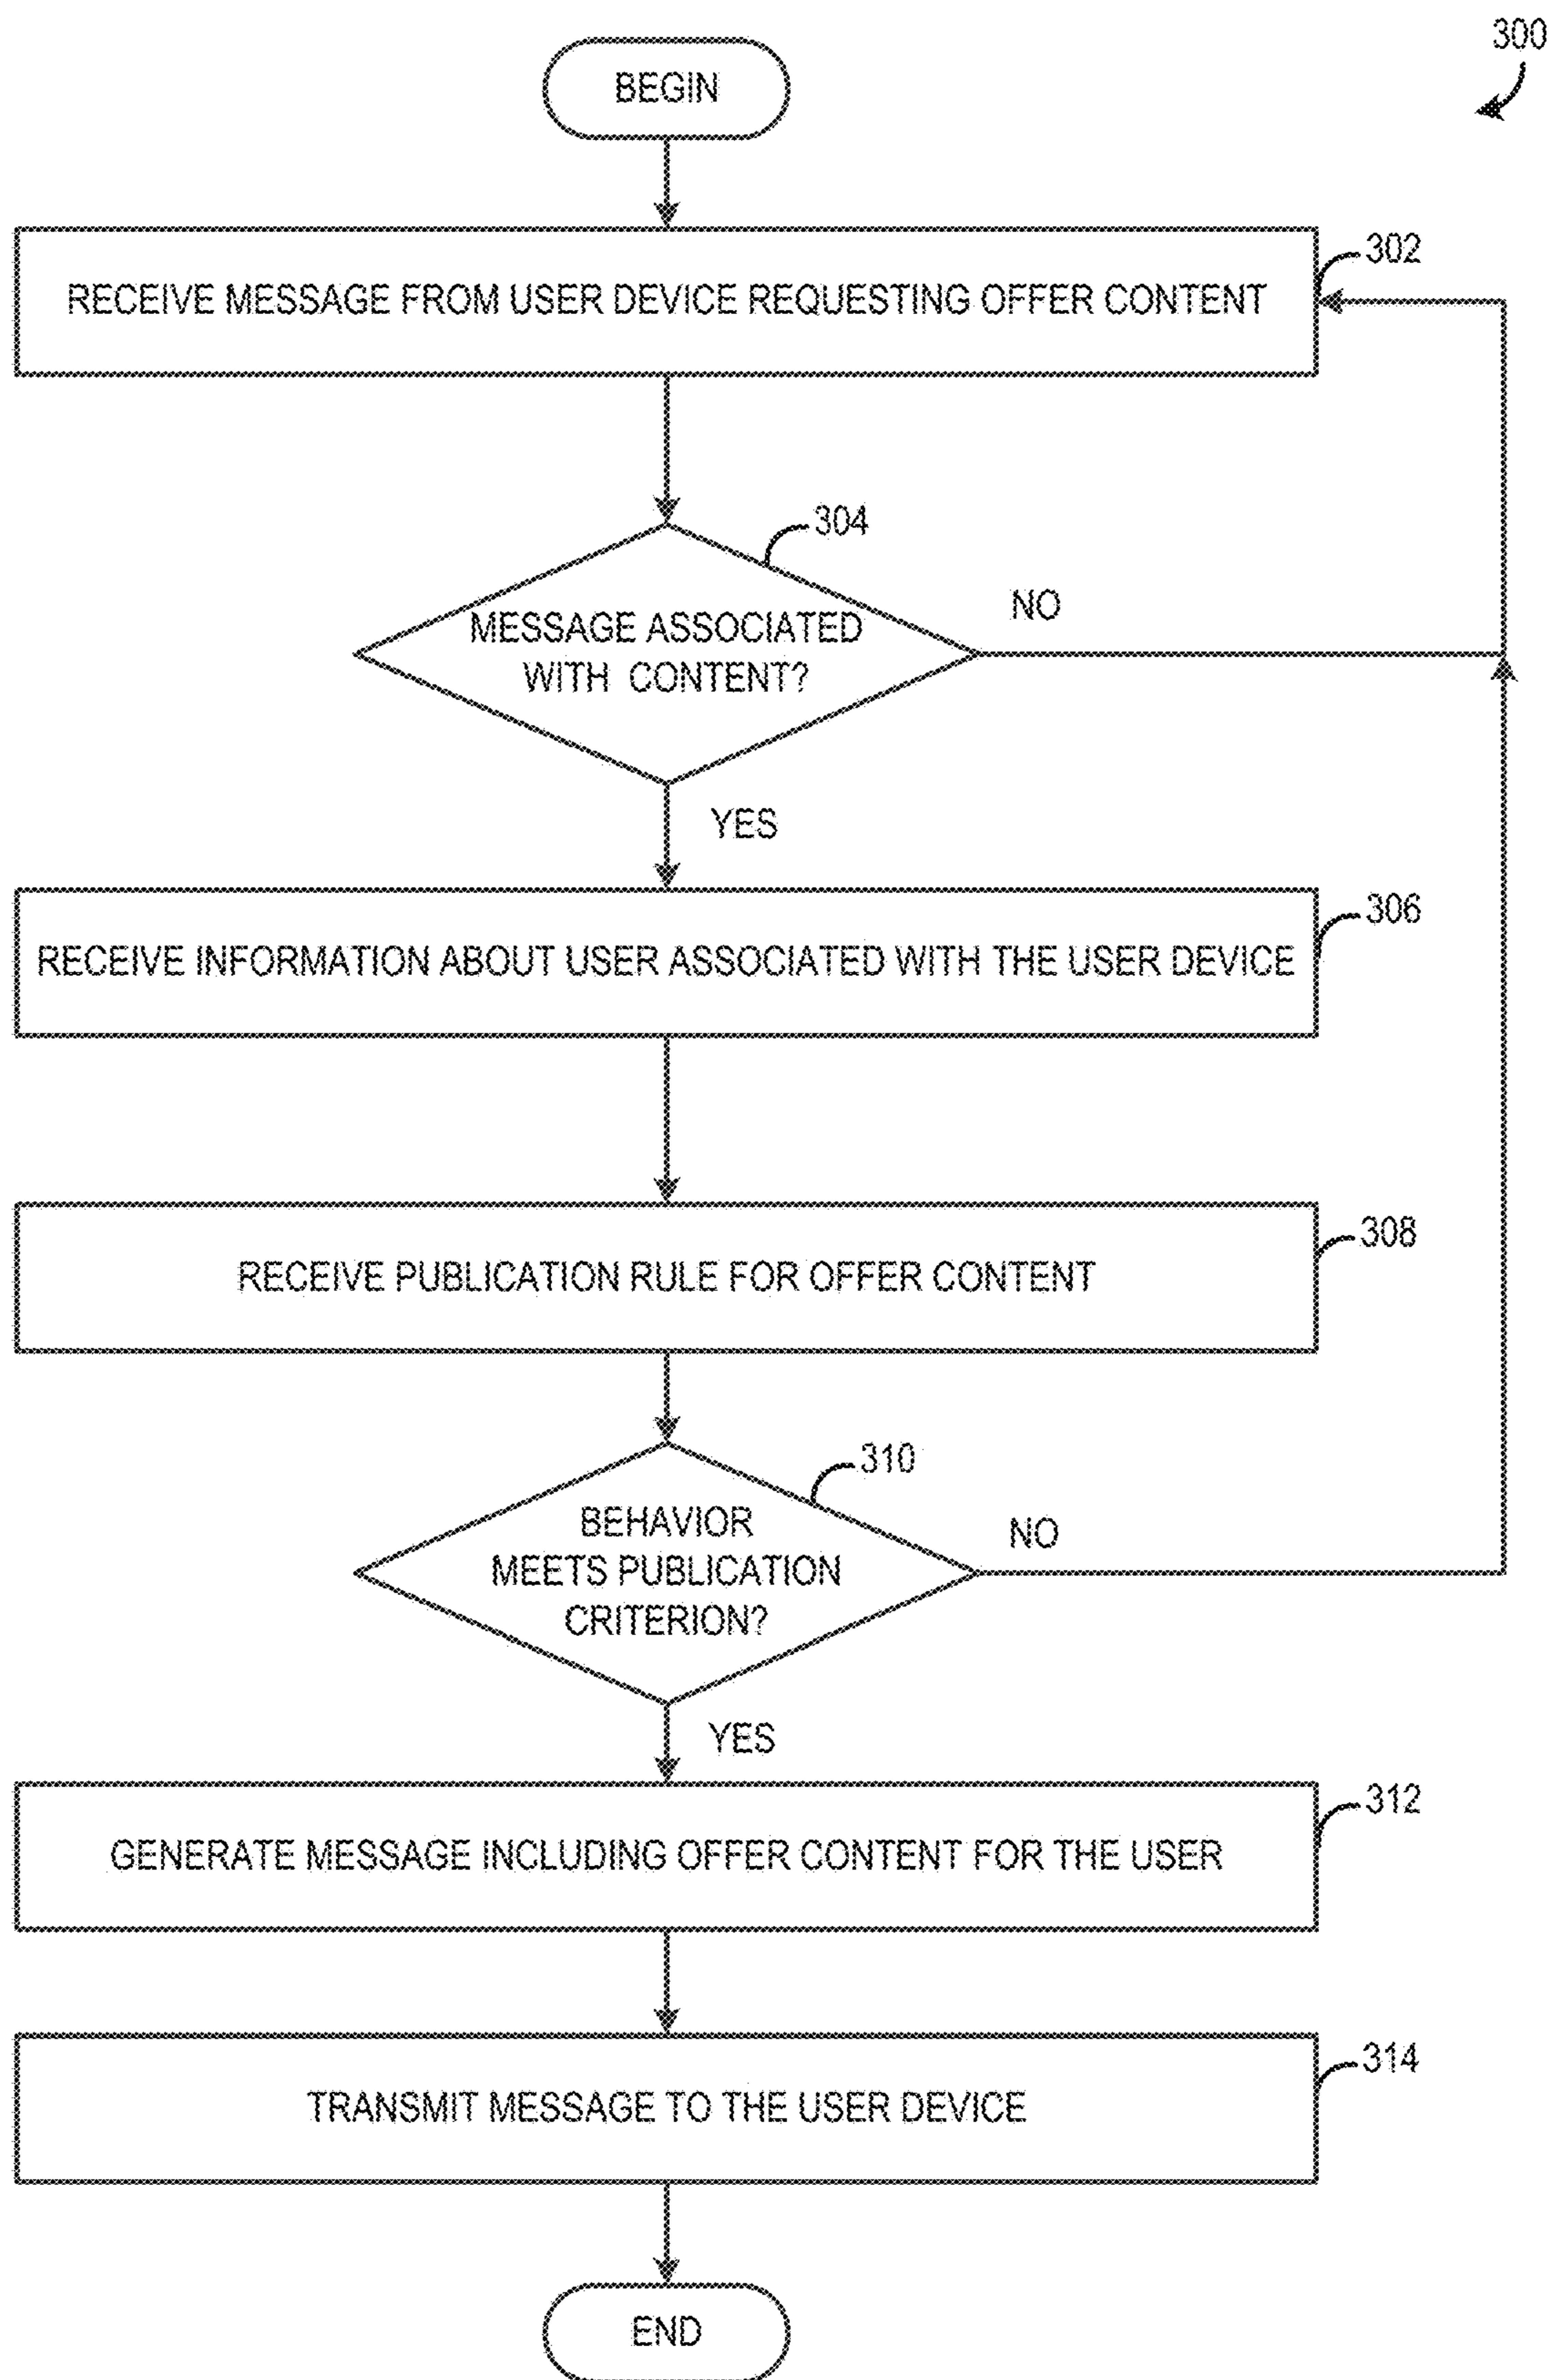 300
BEGIN
302
RECEIVE MESSAGE FROM USER DEVICE REQUESTING OFFER CONTENT
304
MESSAGE ASSOCIATED
WITH CONTENT?
NO
YES
306
RECEIVE INFORMATION ABOUT USER ASSOCIATED WITH THE USER DEVICE
308
RECEIVE PUBLICATION RULE FOR OFFER CONTENT
310
BEHAVIOR
MEETS PUBLICATION
CRITERION?
NO
YES
312
GENERATE MESSAGE INCLUDING OFFER CONTENT FOR THE USER
314
TRANSMIT MESSAGE TO THE USER DEVICE
END